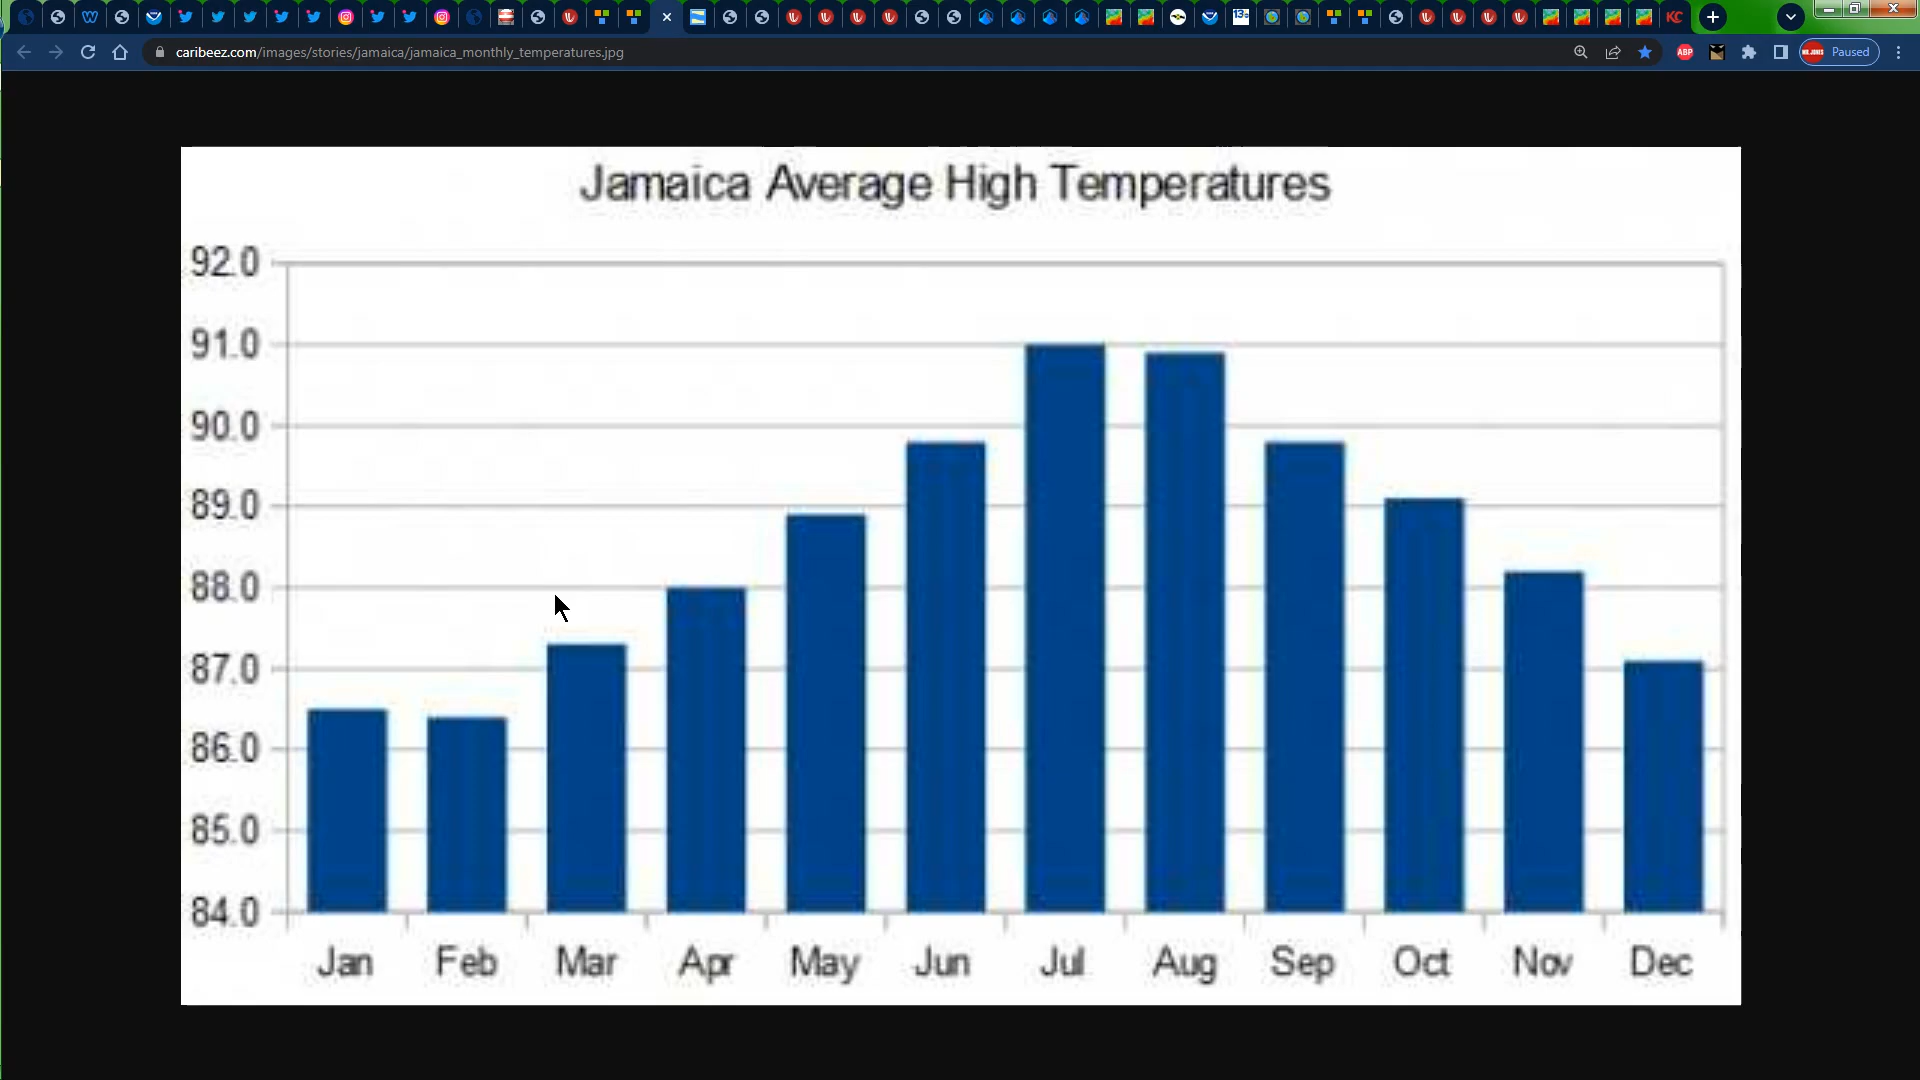 caribeez.com/images/stories/jamaica/jamaica_monthly_temperatures.jpg
ABP
Paused
KC
Jamaica Average High Temperatures
92.0
91.0
90.0
89.0
88.0
87.0
86.0
85.0
84.0
Jan Feb Mar Apr May Jun Jul Aug Sep Oct Nov Dec